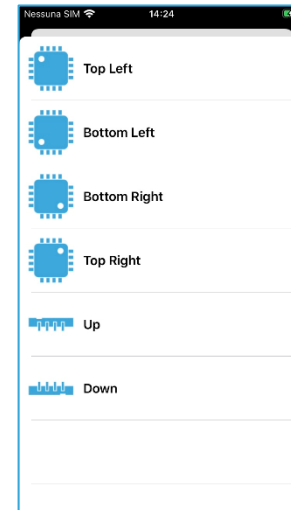 Nessuna SIM 14:24
Top Left
Bottom Left
Bottom Right
Top Right
Up
Down